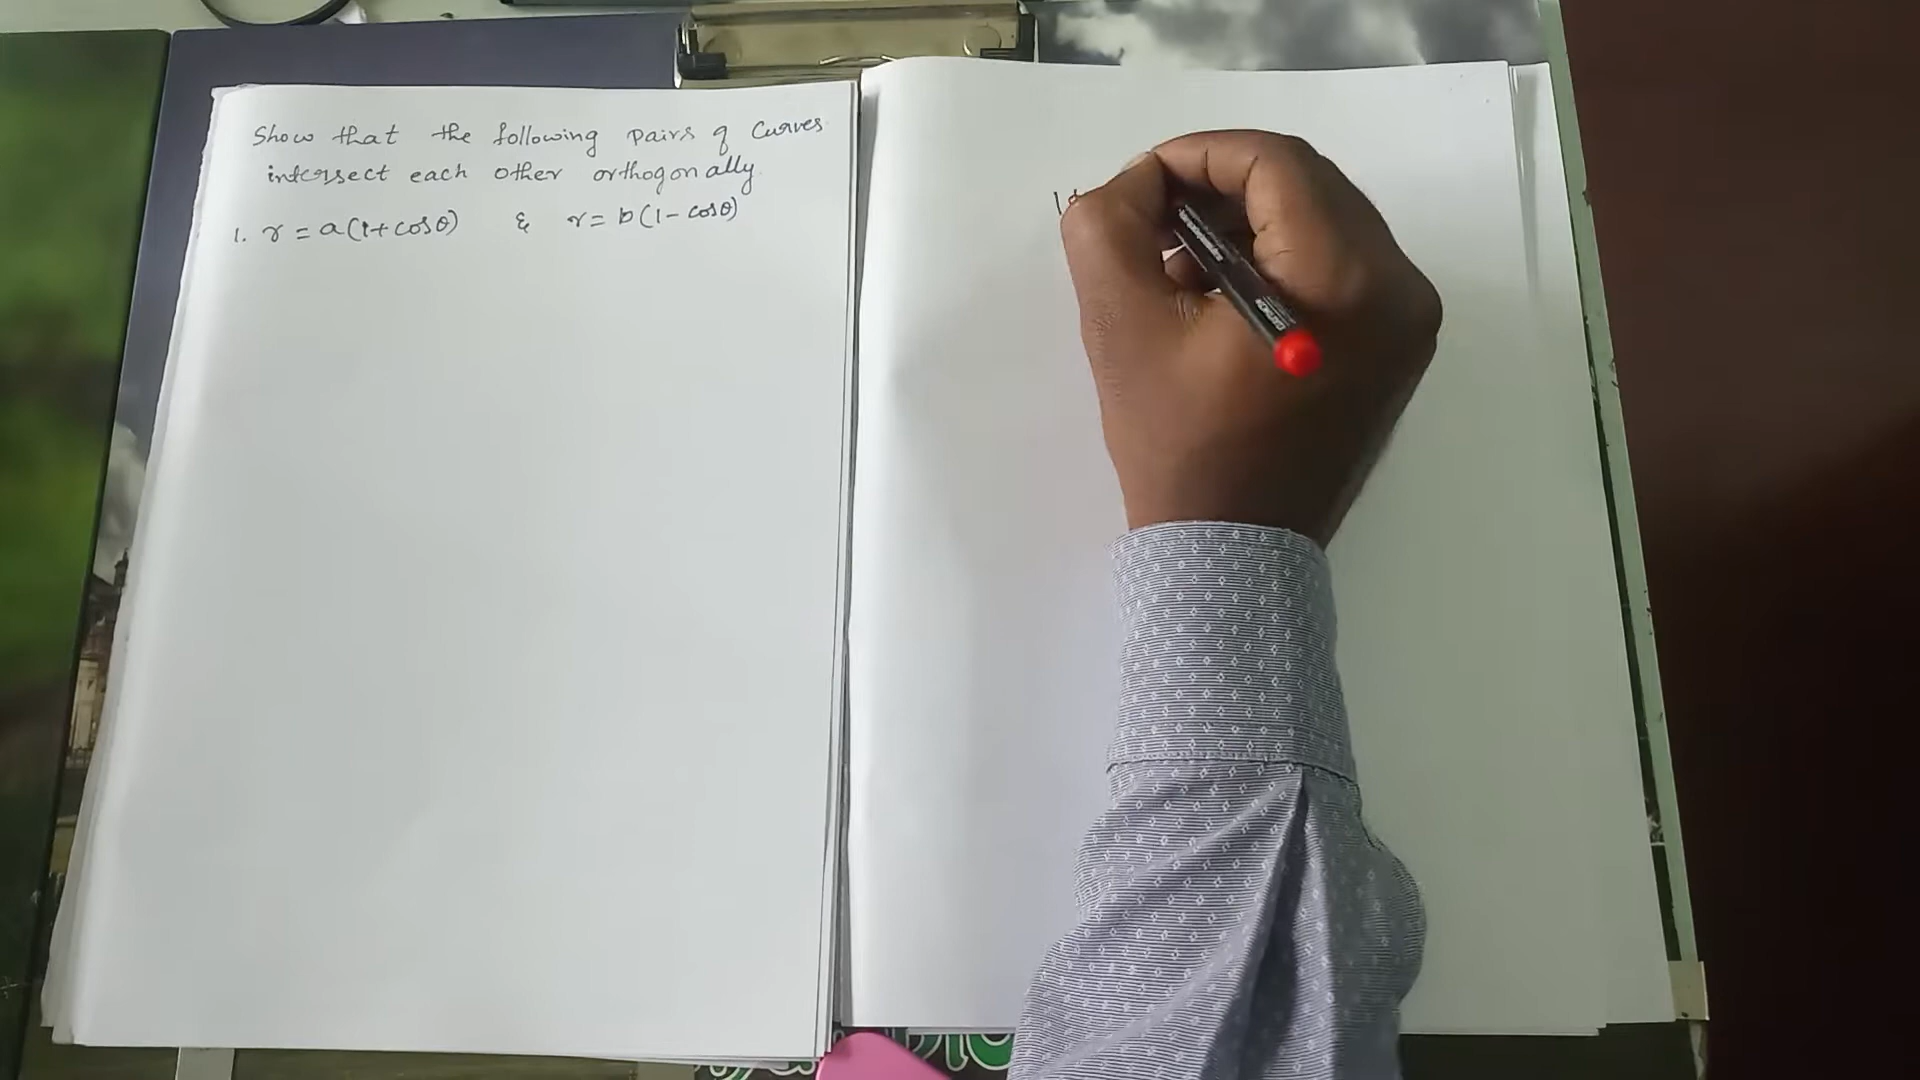 Show that the following pairs of curves
intersect each other orthogonally.
1. r = a(1+cosθ) & r = b(1-cosθ)